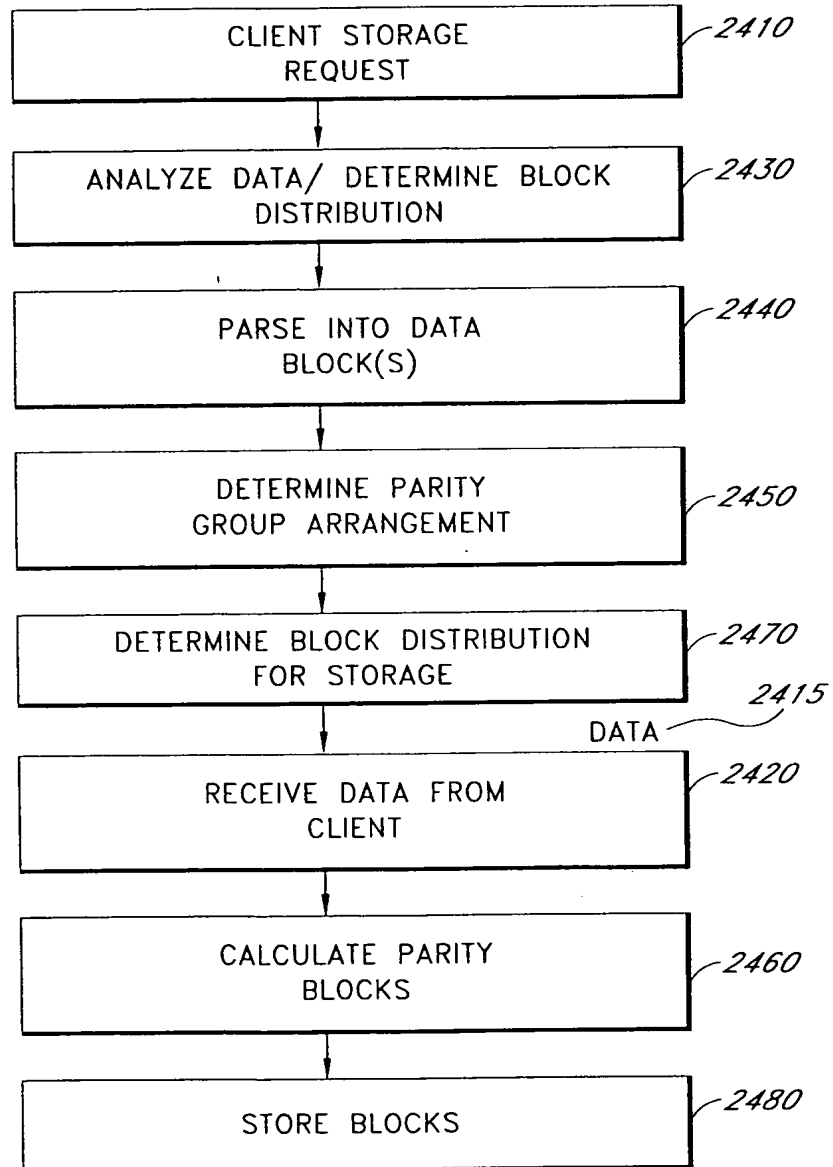 CLIENT STORAGE
REQUEST
2410
ANALYZE DATA/ DETERMINE BLOCK
DISTRIBUTION
2430
PARSE INTO DATA
BLOCK(S)
2440
DETERMINE PARITY
GROUP ARRANGEMENT
2450
DETERMINE BLOCK DISTRIBUTION
FOR STORAGE
2470
DATA
2415
RECEIVE DATA FROM
CLIENT
2420
CALCULATE PARITY
BLOCKS
2460
STORE BLOCKS
2480